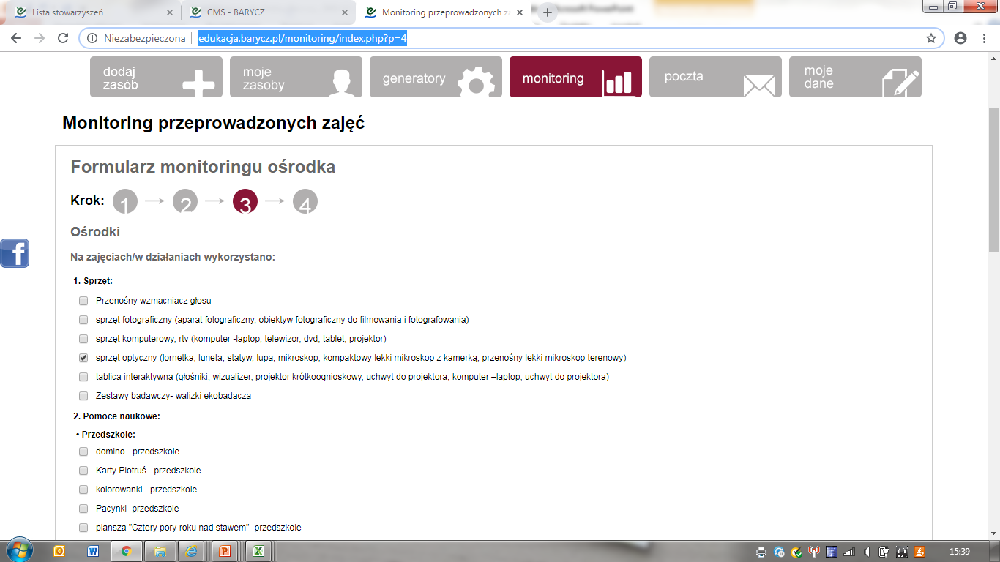 Lista stowarzyszeń
CMS - BARYCZ
Monitoring przeprowadzonych z
Niezabezpieczona
edukacja.barycz.pl/monitoring/index.php?p=4
dodaj
zasób
moje
zasoby
generatory
monitoring
poczta
moje
dane
Monitoring przeprowadzonych zajęć
Formularz monitoringu ośrodka
Krok: 1 2 3 4
Ośrodki
Na zajęciach/w działaniach wykorzystano:
1. Sprzęt:
Przenośny wzmacniacz głosu
sprzęt fotograficzny (aparat fotograficzny, obiektyw fotograficzny do filmowania i fotografowania)
sprzęt komputerowy, rtv (komputer -laptop, telewizor, dvd, tablet, projektor)
sprzęt optyczny (lornetka, luneta, statyw, lupa, mikroskop, kompaktowy lekki mikroskop z kamerką, przenośny lekki mikroskop terenowy)
tablica interaktywna (głośniki, wizualizer, projektor krótkoognioskowy, uchwyt do projektora, komputer –laptop, uchwyt do projektora)
Zestawy badawczy- walizki ekobadacza
2. Pomoce naukowe:
• Przedszkole:
domino - przedszkole
Karty Piotruś - przedszkole
kolorowanki - przedszkole
Pacynki- przedszkole
plansza "Cztery pory roku nad stawem"- przedszkole
15:39